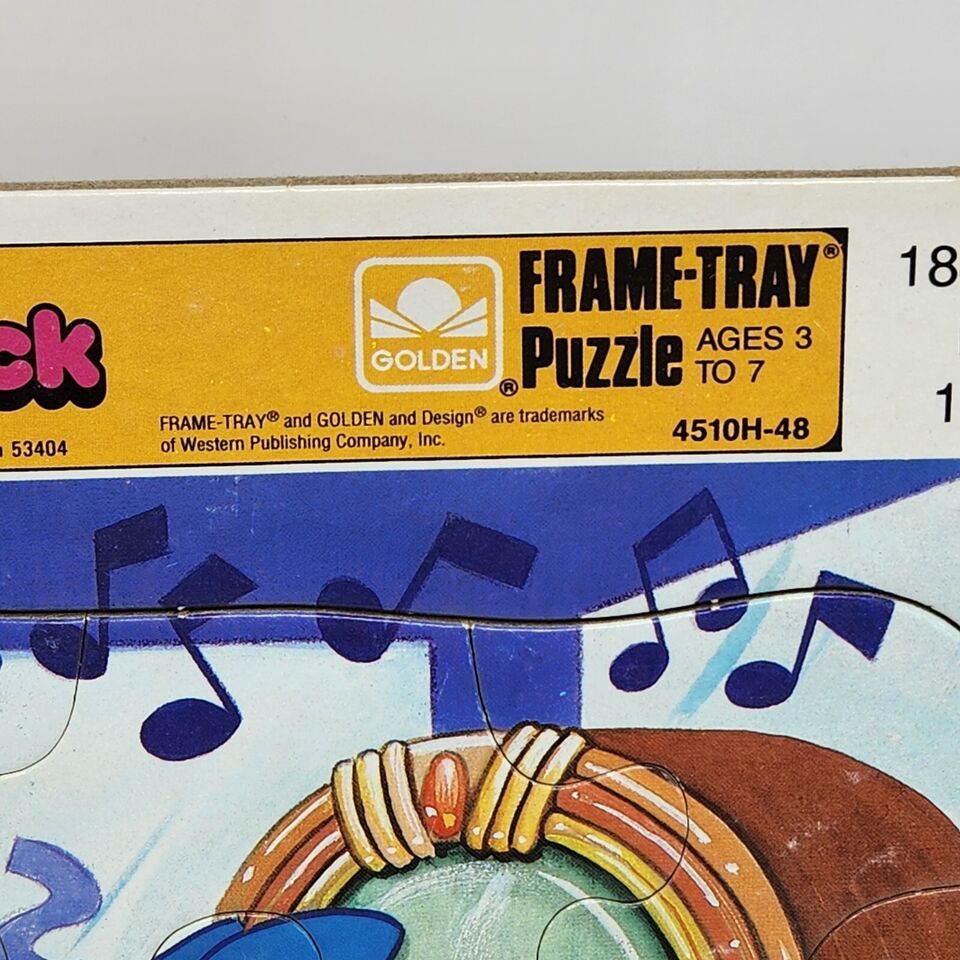 FRAME-TRAY®
GOLDEN®
Puzzle AGES 3
TO 7
ck
FRAME-TRAY® and GOLDEN and Design® are trademarks
of Western Publishing Company, Inc.
53404
4510H-48
18
1